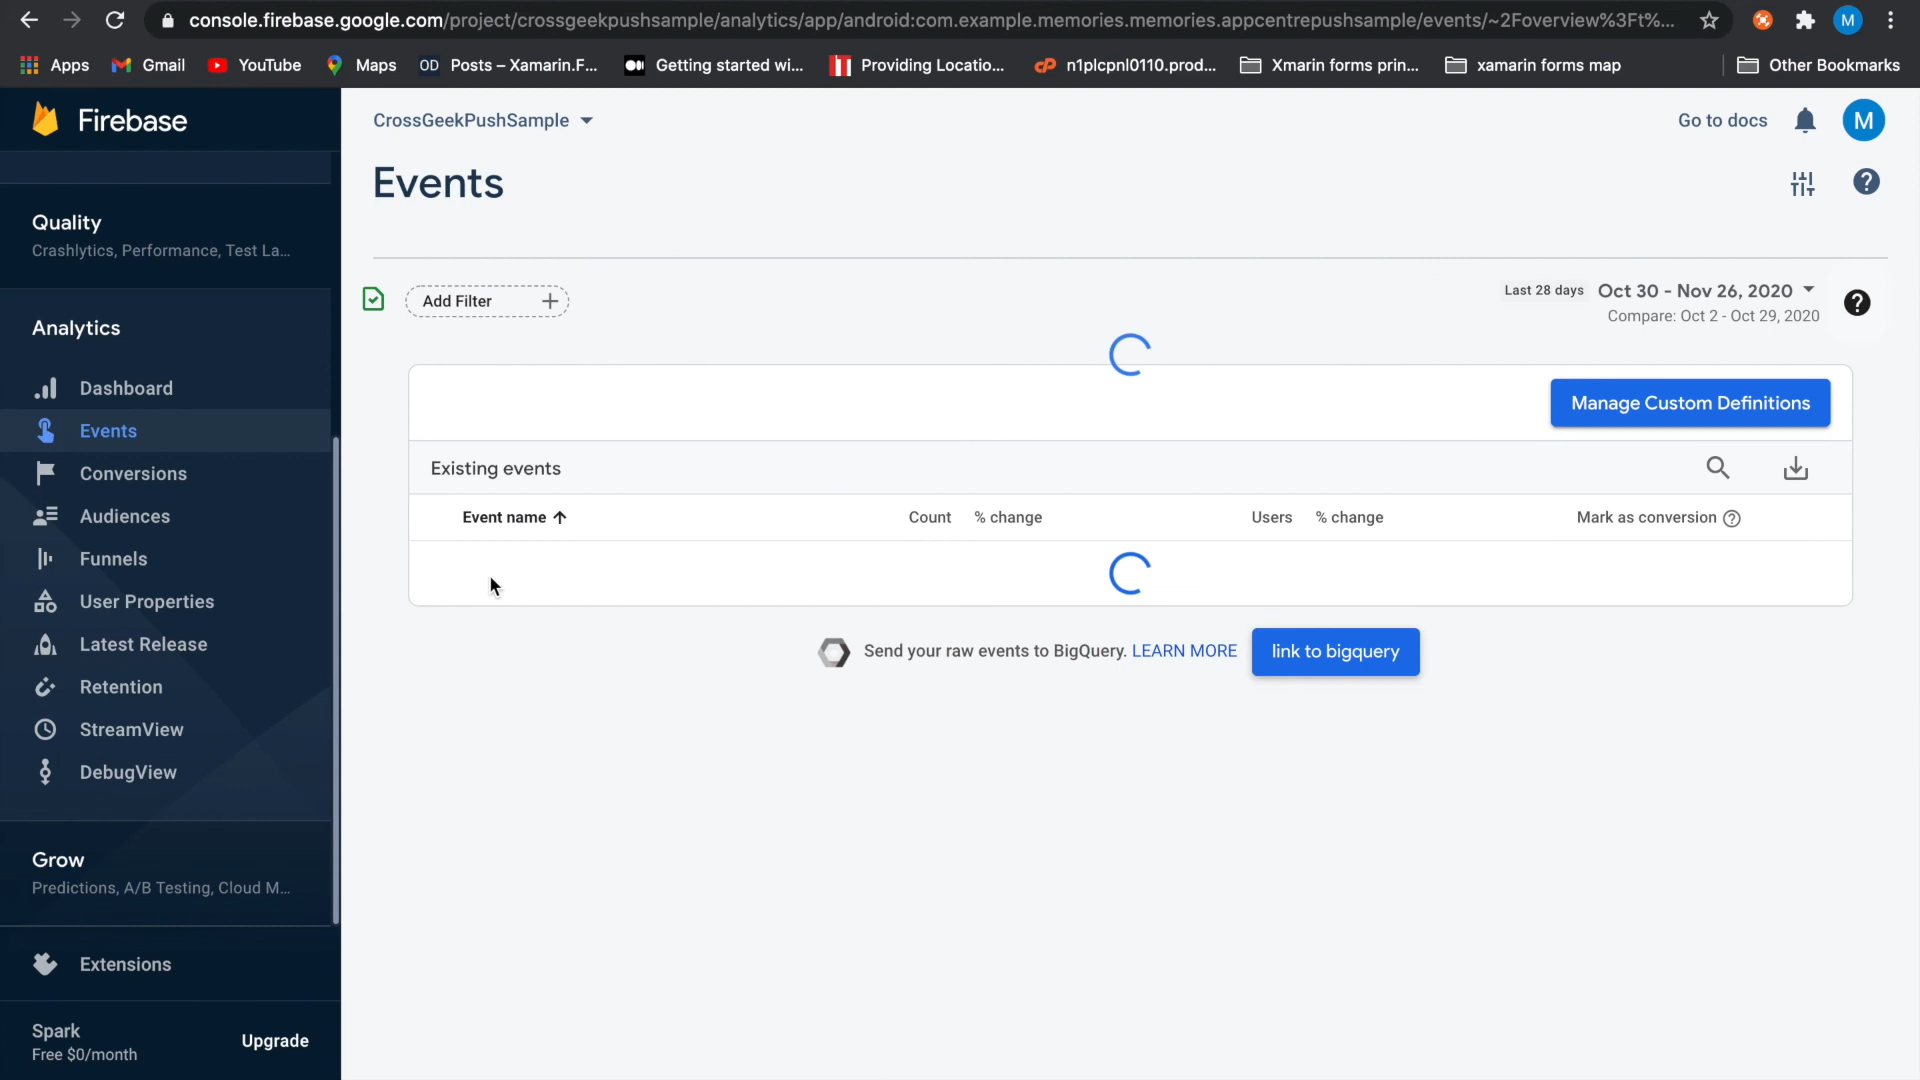 console.firebase.google.com/project/crossgeekpushsample/analytics/app/android:com.example.memories.memories.appcentrepushsample/events/~2Foverview%3Ft%...
M
Apps
Gmail
YouTube
Maps
OD Posts – Xamarin.F...
Getting started wi...
Providing Locatio...
cP n1plcpnl0110.prod...
Xmarin forms prin...
xamarin forms map
Other Bookmarks
Firebase
CrossGeekPushSample
Go to docs
M
Events
Quality
Crashlytics, Performance, Test La...
Analytics
Dashboard
Events
Conversions
Audiences
Funnels
User Properties
Latest Release
Retention
StreamView
DebugView
Grow
Predictions, A/B Testing, Cloud M...
Extensions
Spark
Free $0/month
Upgrade
Add Filter +
Last 28 days Oct 30 - Nov 26, 2020
Compare: Oct 2 - Oct 29, 2020
Manage Custom Definitions
Existing events
Event name Count % change Users % change Mark as conversion
Send your raw events to BigQuery. LEARN MORE
link to bigquery